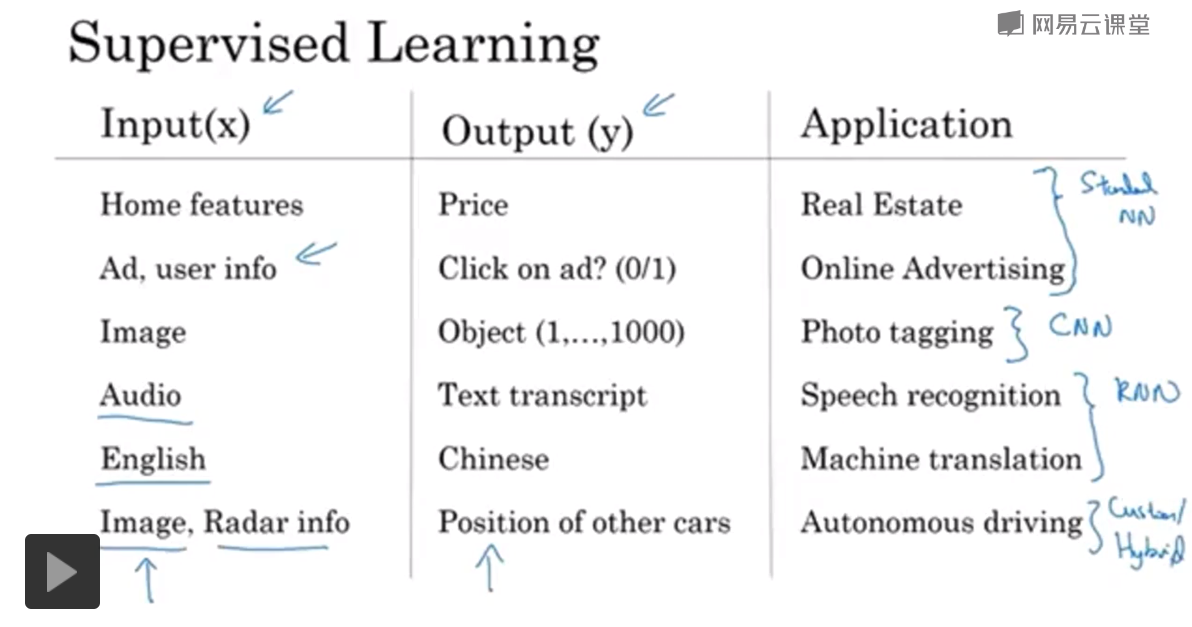 网易云课堂
Supervised Learning
Input(x) Output (y) Application
Home features Price Real Estate Standard
NN
Ad, user info Click on ad? (0/1) Online Advertising
Image Object (1,...,1000) Photo tagging CNN
Audio Text transcript Speech recognition RNN
English Chinese Machine translation
Image, Radar info Position of other cars Autonomous driving Custom/
Hybrid